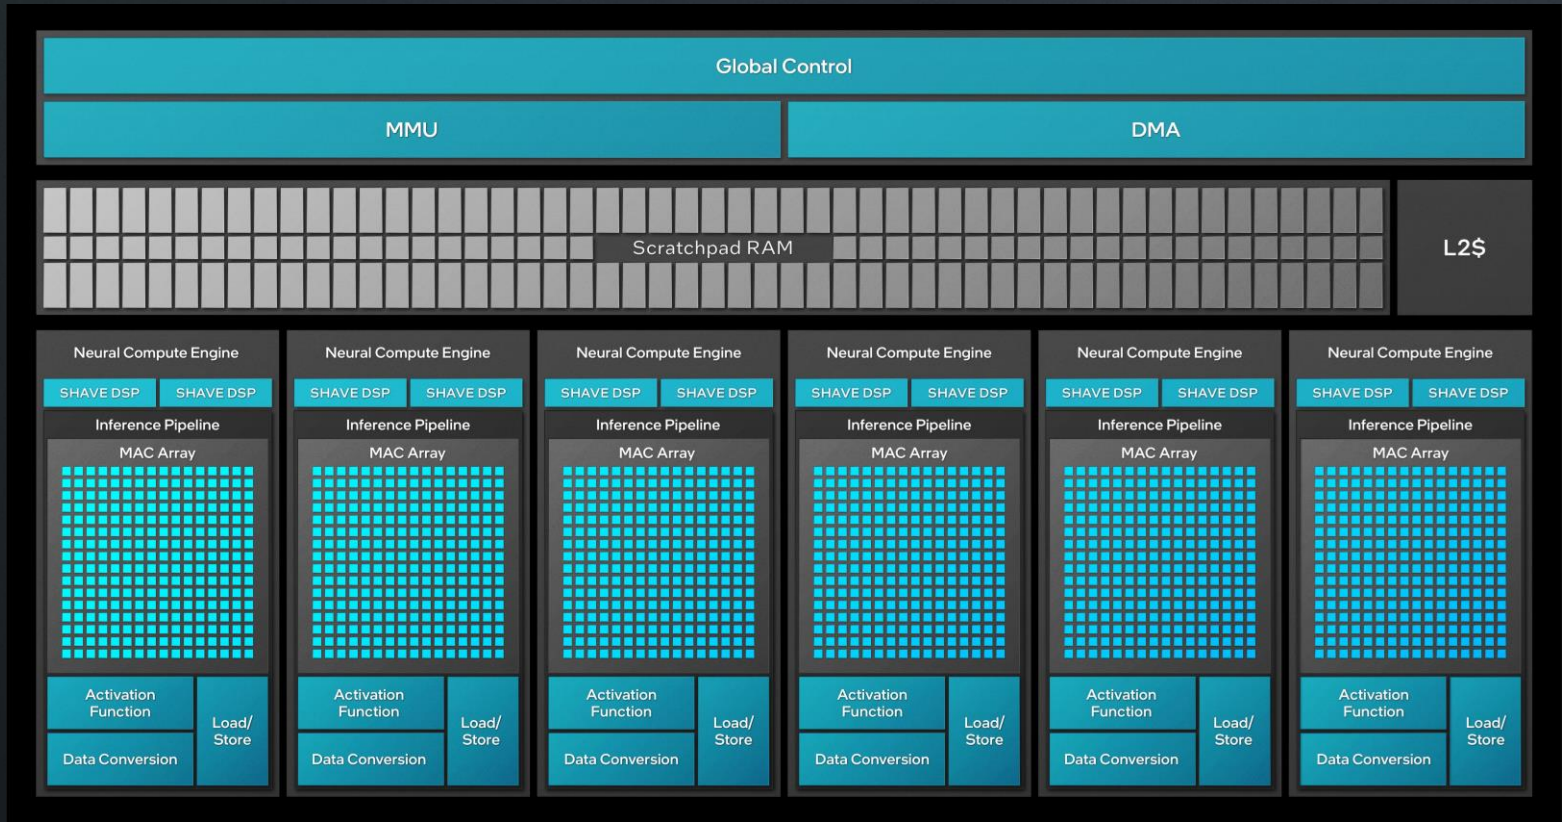 Global Control
MMU
DMA
Scratchpad RAM
L2$
Neural Compute Engine
SHAVE DSP
SHAVE DSP
Inference Pipeline
MAC Array
Activation
Function
Data Conversion
Load/
Store
Neural Compute Engine
SHAVE DSP
SHAVE DSP
Inference Pipeline
MAC Array
Activation
Function
Data Conversion
Load/
Store
Neural Compute Engine
SHAVE DSP
SHAVE DSP
Inference Pipeline
MAC Array
Activation
Function
Data Conversion
Load/
Store
Neural Compute Engine
SHAVE DSP
SHAVE DSP
Inference Pipeline
MAC Array
Activation
Function
Data Conversion
Load/
Store
Neural Compute Engine
SHAVE DSP
SHAVE DSP
Inference Pipeline
MAC Array
Activation
Function
Data Conversion
Load/
Store
Neural Compute Engine
SHAVE DSP
SHAVE DSP
Inference Pipeline
MAC Array
Activation
Function
Data Conversion
Load/
Store